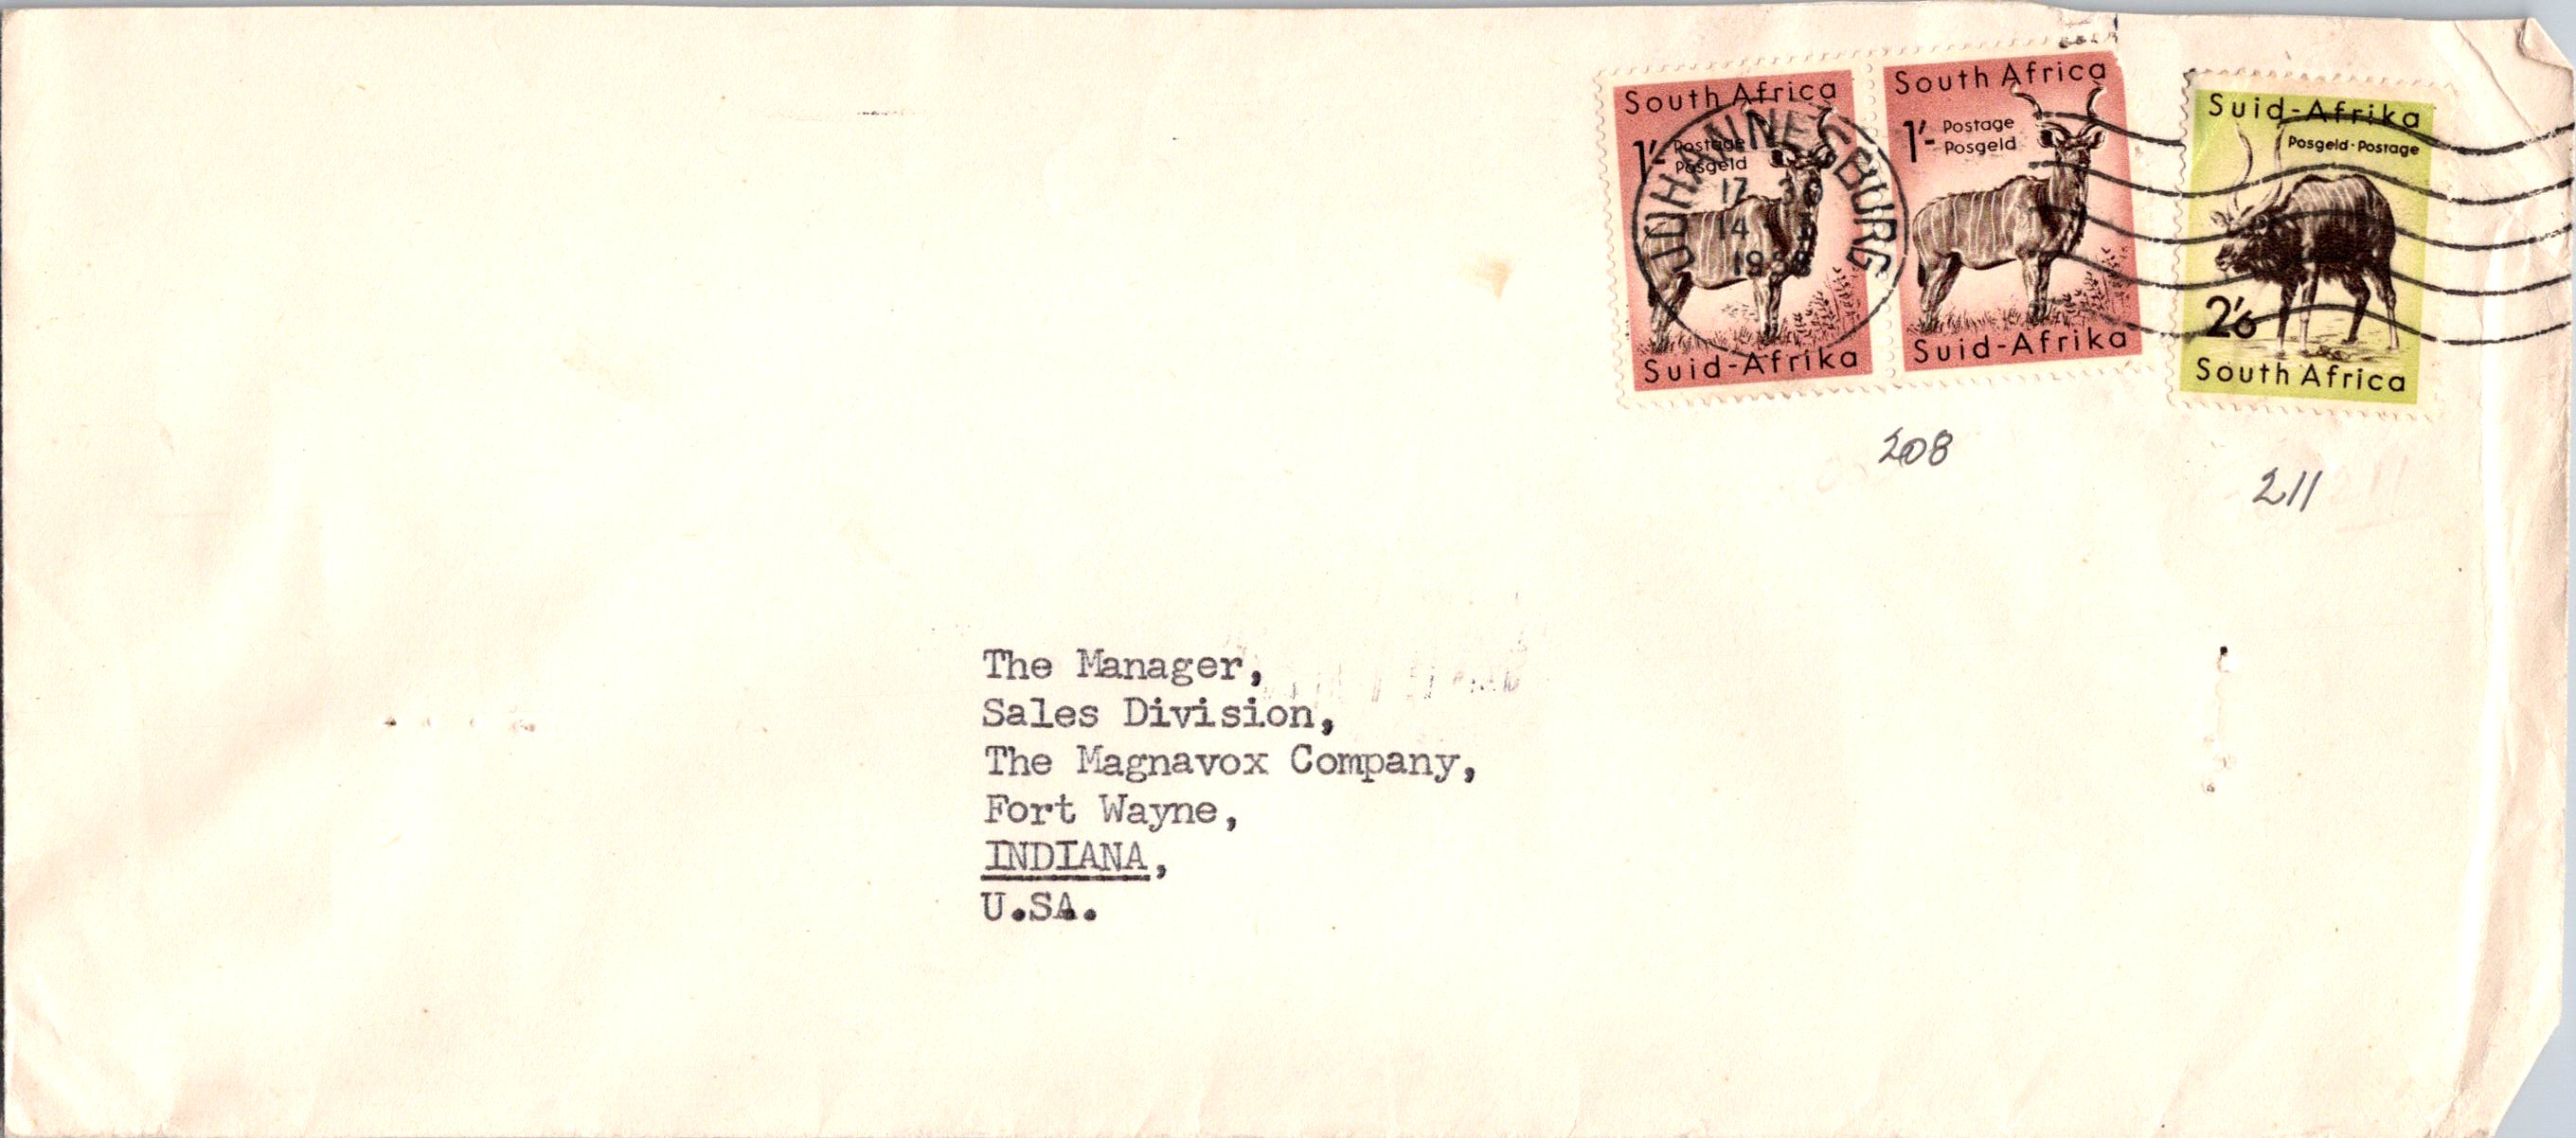 South Africa
1/- Postage
Posgeld
Suid-Afrika
South Africa
1/- Postage
Posgeld
Suid-Afrika
Suid-Afrika
Posgeld·Postage
2/6
South Africa
JOHANNESBURG
17 30
14
1958
208
211
The Manager,
Sales Division,
The Magnavox Company,
Fort Wayne,
INDIANA,
U.SA.